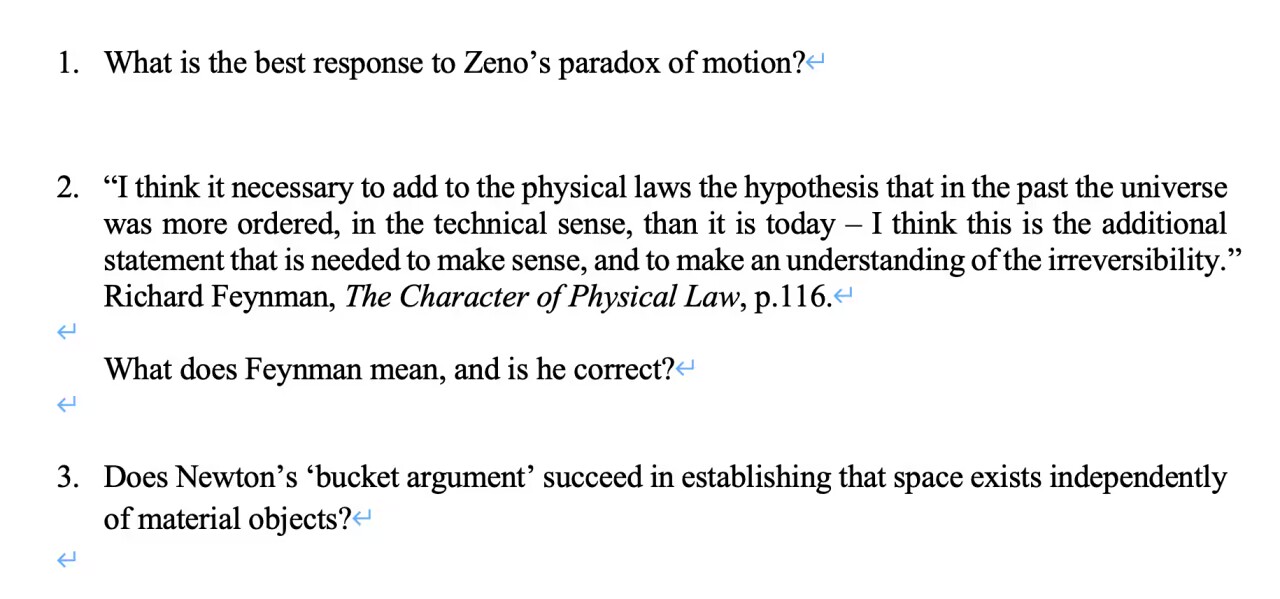 1. What is the best response to Zeno’s paradox of motion?↵
2. “I think it necessary to add to the physical laws the hypothesis that in the past the universe
was more ordered, in the technical sense, than it is today – I think this is the additional
statement that is needed to make sense, and to make an understanding of the irreversibility.”
Richard Feynman, The Character of Physical Law, p.116.↵
↵
What does Feynman mean, and is he correct?↵
↵
3. Does Newton’s ‘bucket argument’ succeed in establishing that space exists independently
of material objects?↵
↵